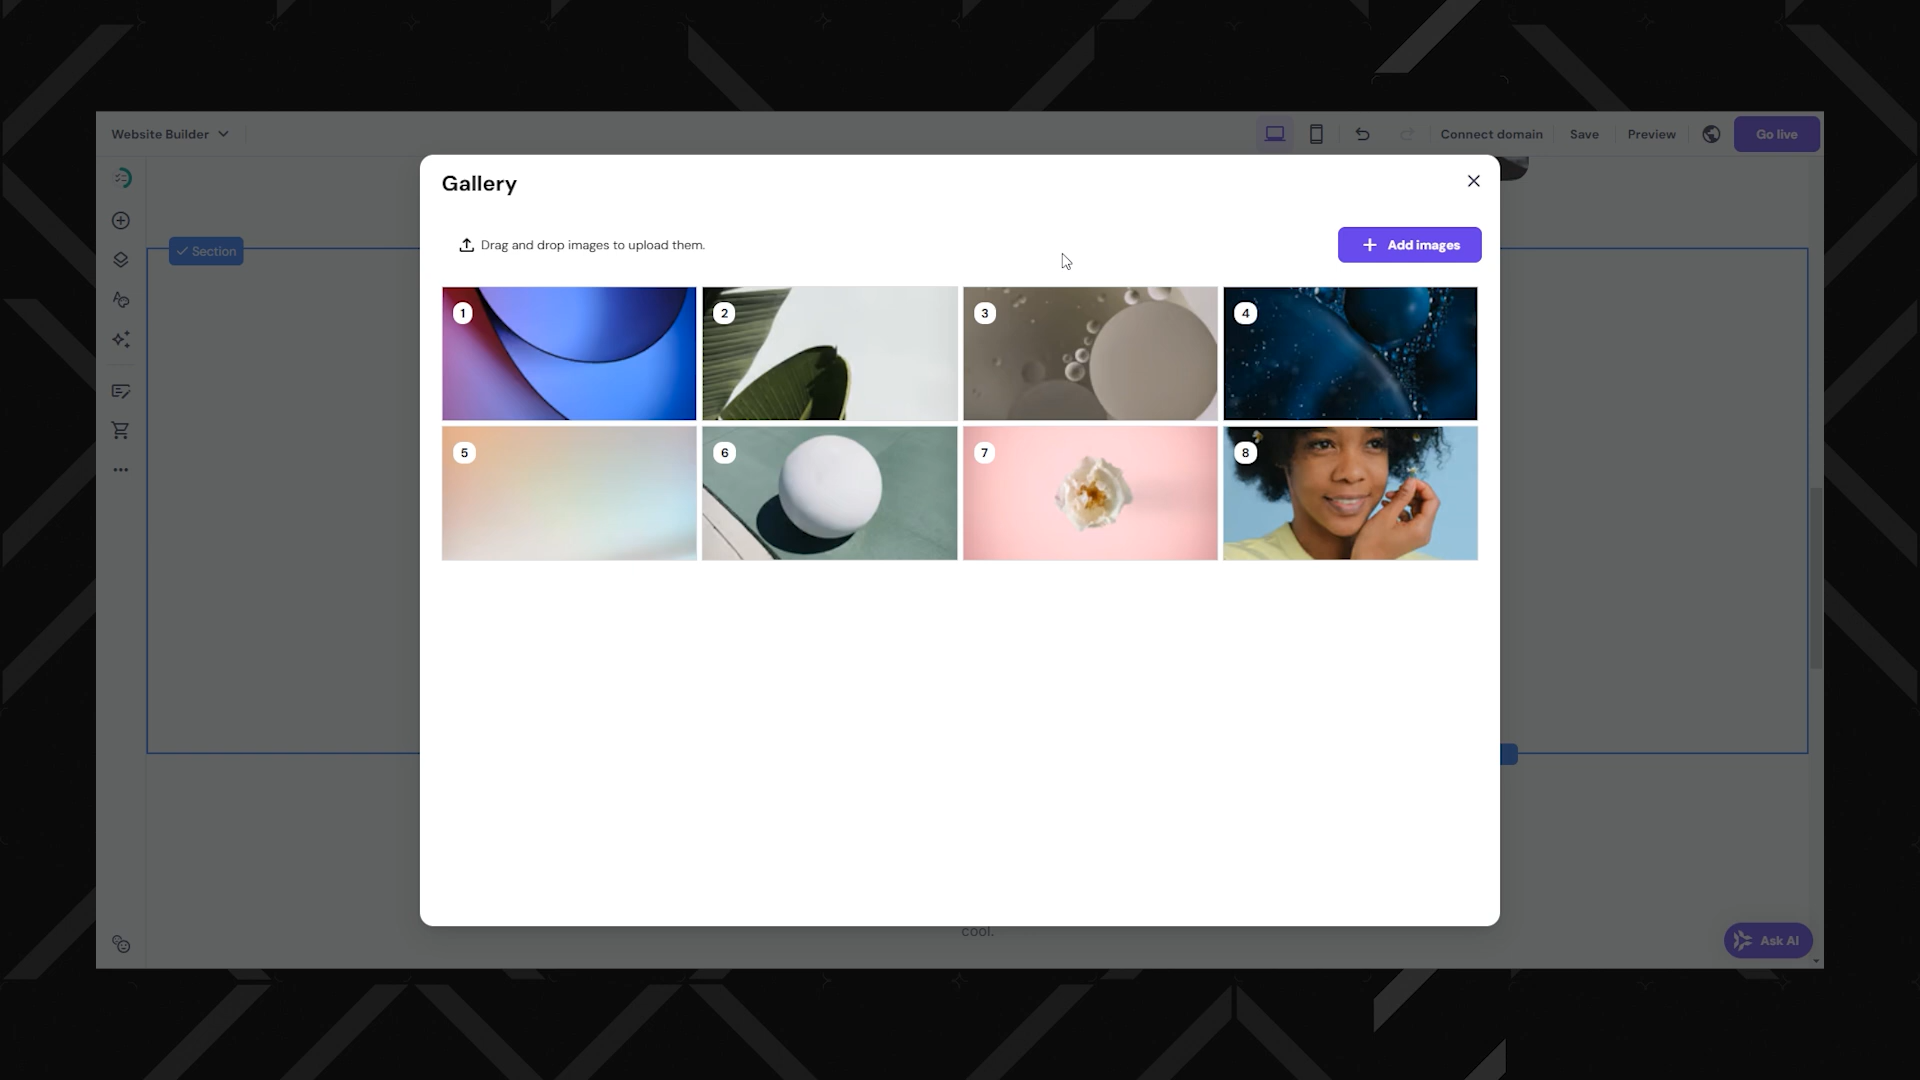 Website Builder
Connect domain
Save
Preview
Go live
Gallery
Drag and drop images to upload them.
Add images
Section
1
2
3
4
5
6
7
8
cool.
Ask AI